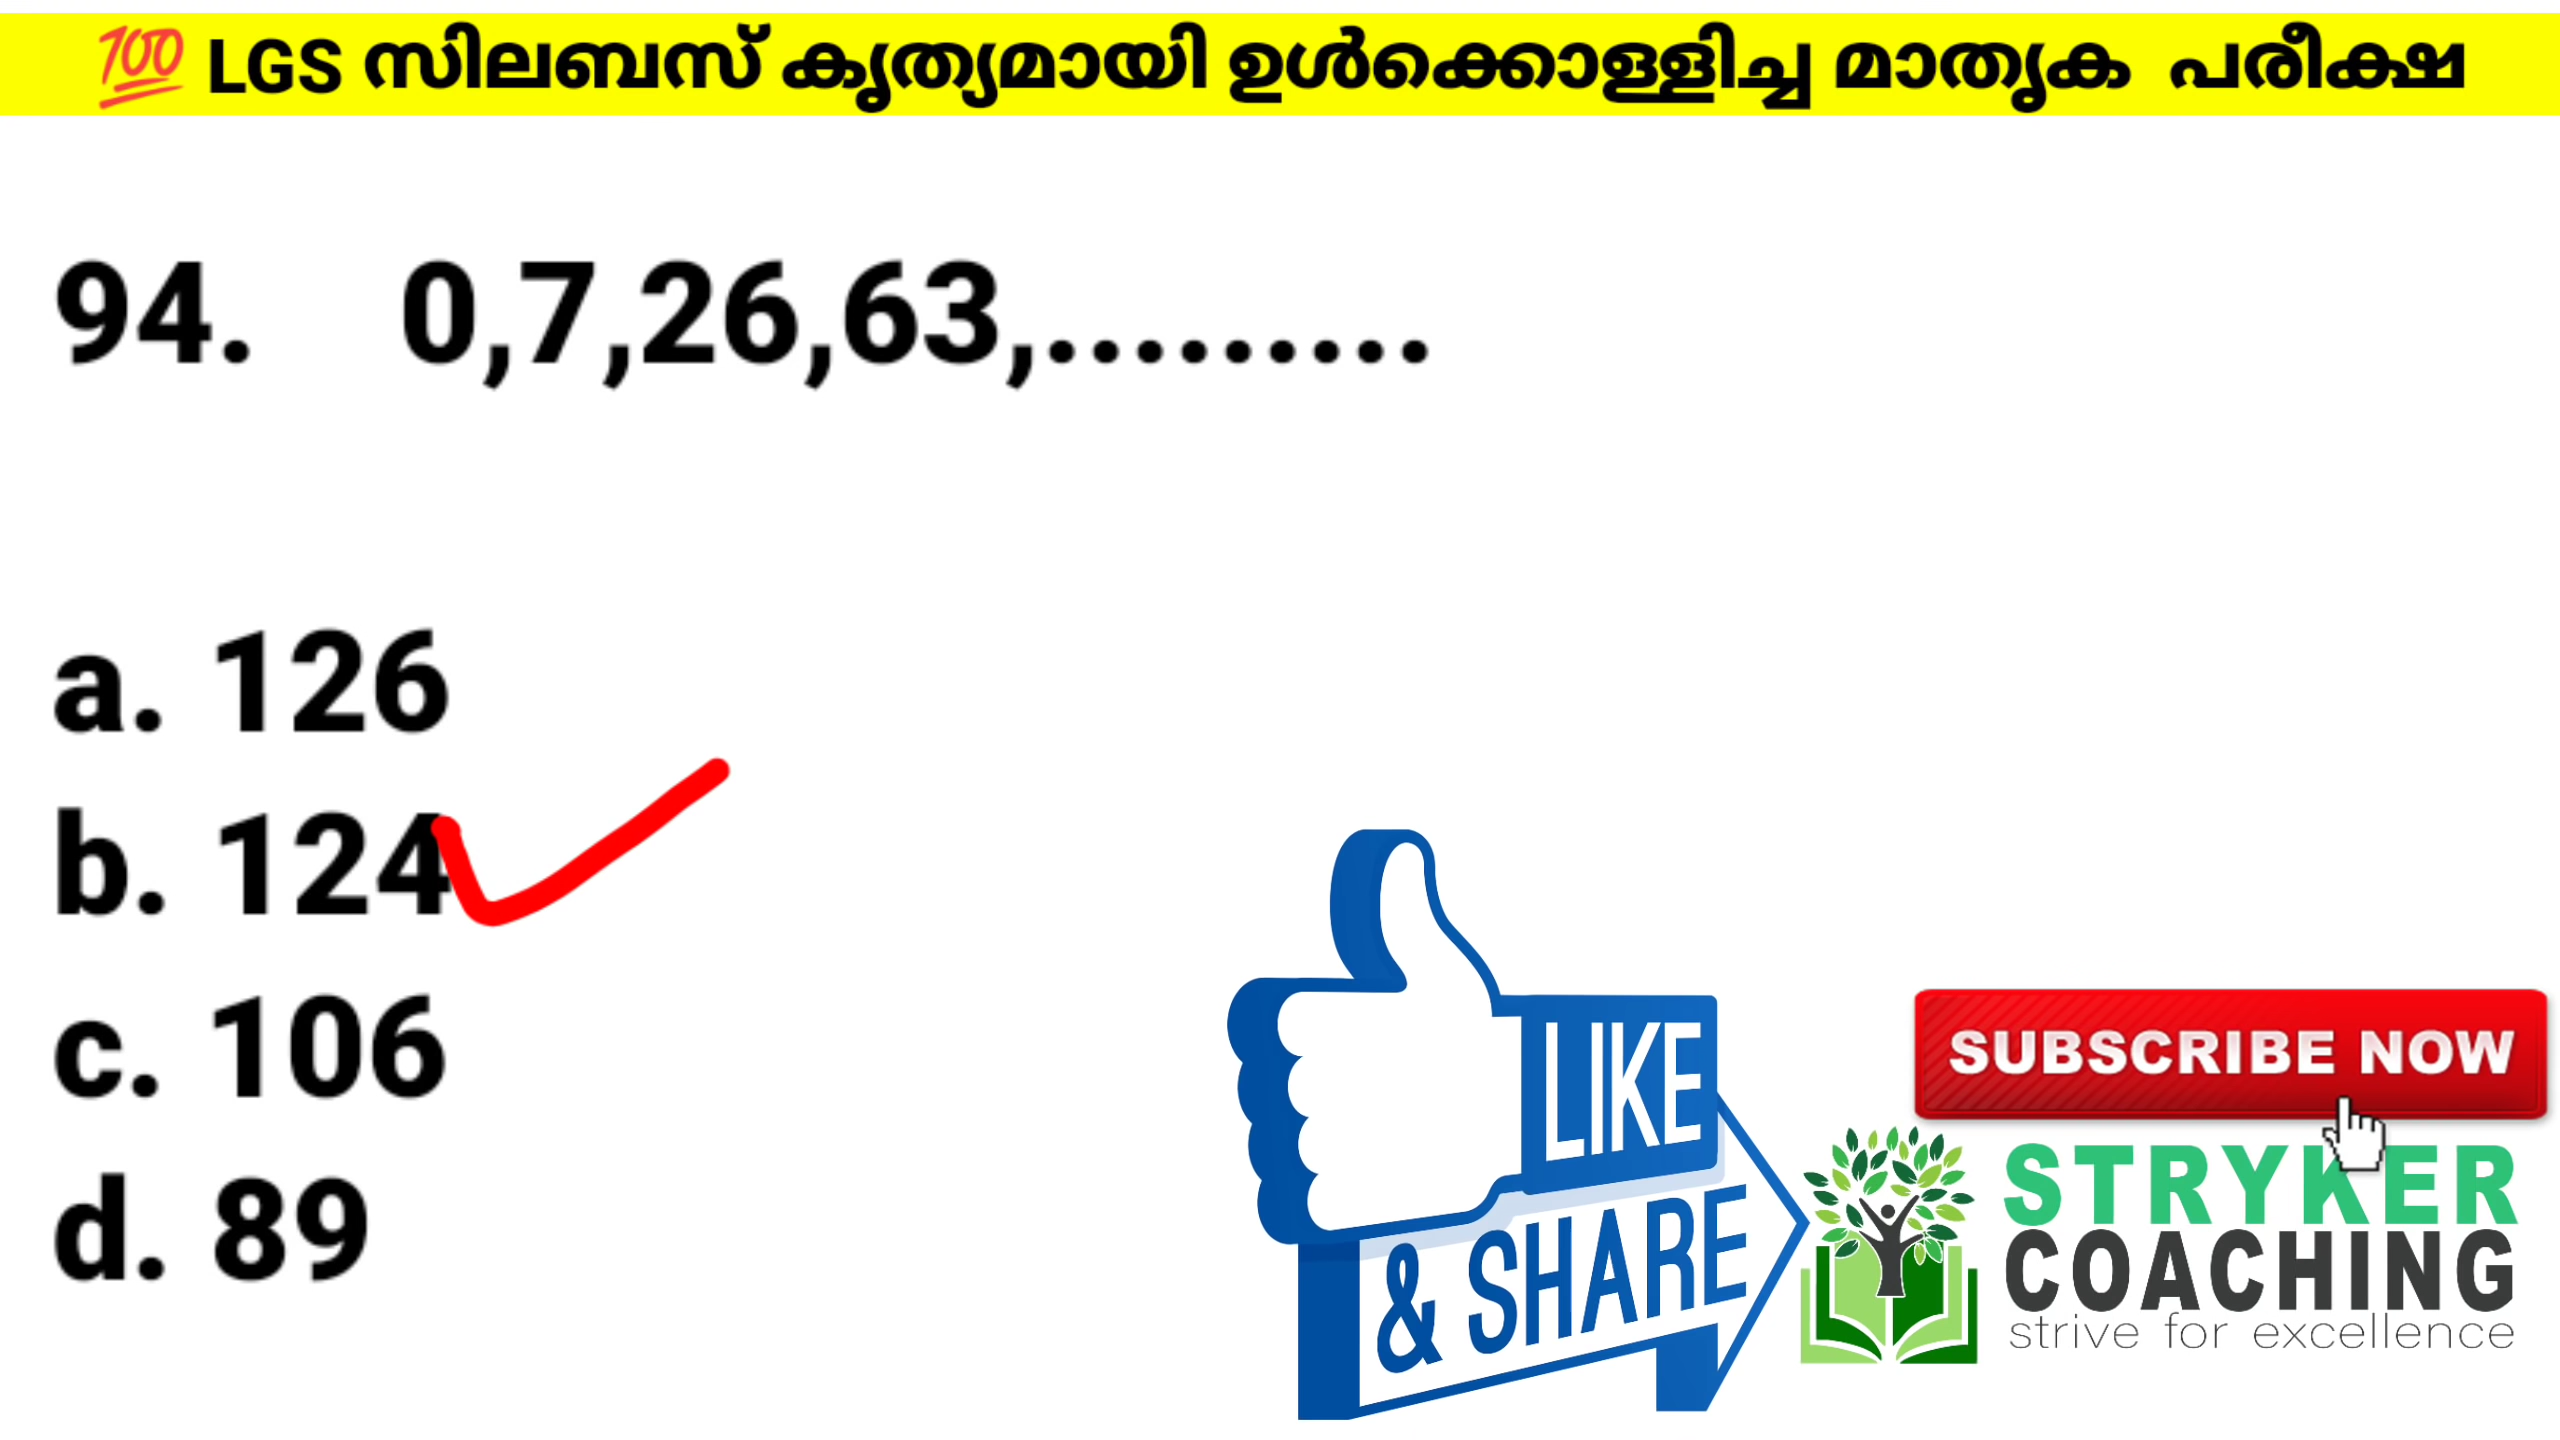 💯 LGS സിലബസ് കൃത്യമായി ഉൾക്കൊള്ളിച്ച മാതൃക പരീക്ഷ
94. 0,7,26,63,.........
a. 126
b. 124
c. 106
d. 89
LIKE
& SHARE
SUBSCRIBE NOW
STRYKER
COACHING
strive for excellence